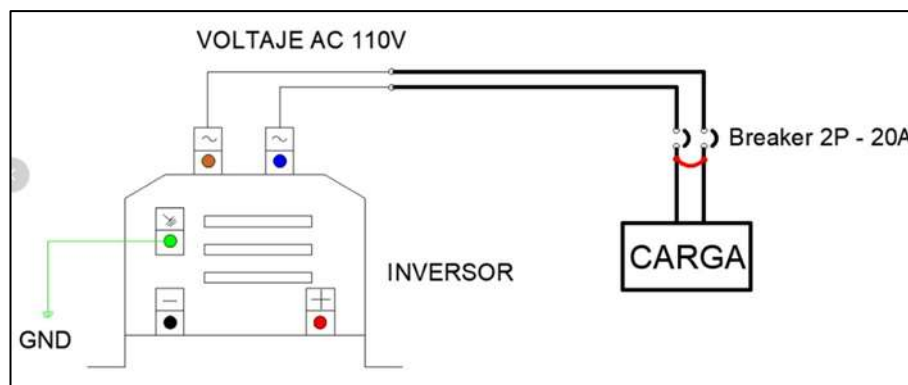 VOLTAJE AC 110V
Breaker 2P - 20A
CARGA
INVERSOR
GND